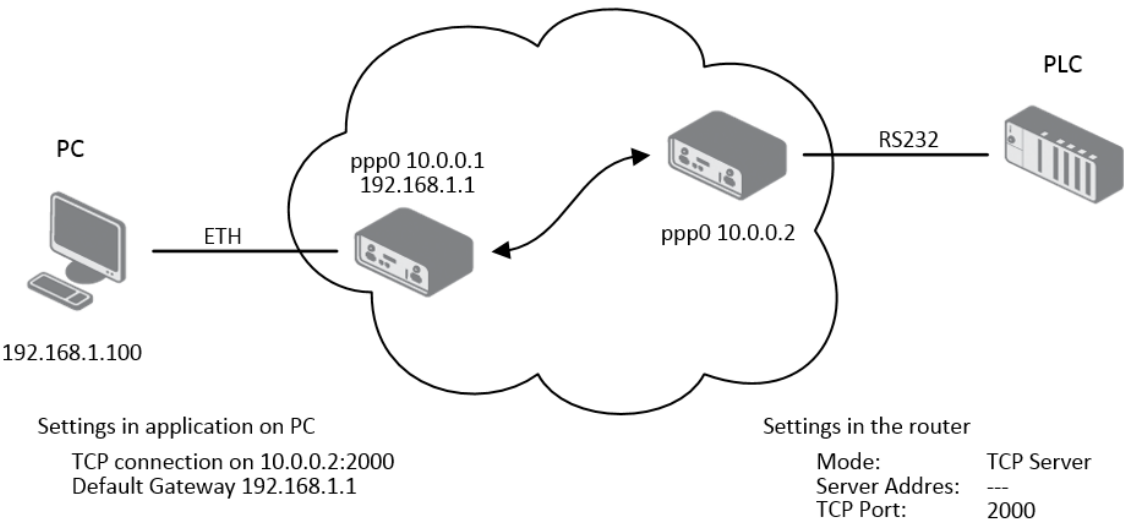 PLC
RS232
PC
ppp0 10.0.0.1
192.168.1.1
ppp0 10.0.0.2
ETH
192.168.1.100
Settings in application on PC
TCP connection on 10.0.0.2:2000
Default Gateway 192.168.1.1
Settings in the router
Mode: TCP Server
Server Addres: ---
TCP Port: 2000